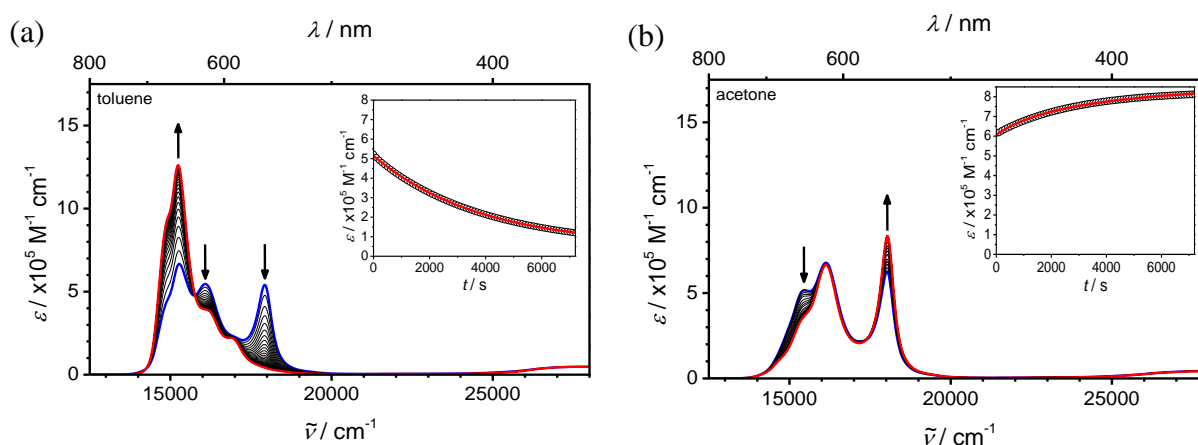 (a)
λ / nm
800 600 400
toluene
ε / x10⁵ M⁻¹ cm⁻¹
15
10
5
0
15000 20000 25000
ν̃ / cm⁻¹
ε / x10⁵ M⁻¹ cm⁻¹
8
7
6
5
4
3
2
1
0
0 2000 4000 6000
t / s
(b)
λ / nm
800 600 400
acetone
ε / x10⁵ M⁻¹ cm⁻¹
15
10
5
0
15000 20000 25000
ν̃ / cm⁻¹
ε / x10⁵ M⁻¹ cm⁻¹
8
7
6
5
4
3
2
1
0
0 2000 4000 6000
t / s